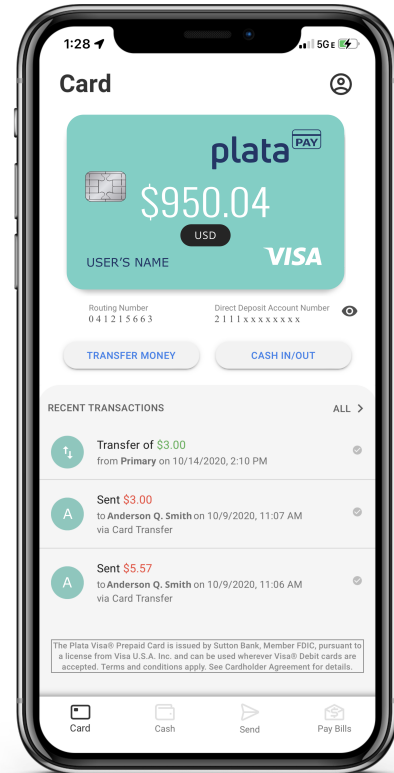 1:28
5G E
Card
plata PAY
$950.04
USD
USER'S NAME
VISA
Routing Number
041215663
Direct Deposit Account Number
2111xxxxxxxx
TRANSFER MONEY
CASH IN/OUT
RECENT TRANSACTIONS
ALL >
Transfer of $3.00
from Primary on 10/14/2020, 2:10 PM
A
Sent $3.00
to Anderson Q. Smith on 10/9/2020, 11:07 AM
via Card Transfer
A
Sent $5.57
to Anderson Q. Smith on 10/9/2020, 11:06 AM
via Card Transfer
The Plata Visa® Prepaid Card is issued by Sutton Bank, Member FDIC, pursuant to
a license from Visa U.S.A. Inc. and can be used wherever Visa® Debit cards are
accepted. Terms and conditions apply. See Cardholder Agreement for details.
Card
Cash
Send
Pay Bills